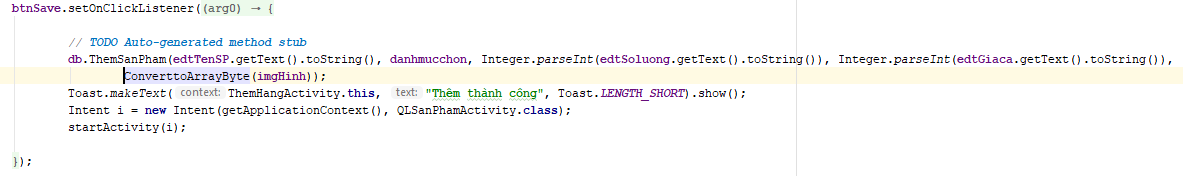 btnSave.setOnClickListener((arg0) → {
// TODO Auto-generated method stub
db.ThemSanPham(edtTenSP.getText().toString(), danhmucchon, Integer.parseInt(edtSoluong.getText().toString()), Integer.parseInt(edtGiaca.getText().toString()),
ConverttoArrayByte(imgHinh));
Toast.makeText( context: ThemHangActivity.this, text: "Thêm thành công", Toast.LENGTH_SHORT).show();
Intent i = new Intent(getApplicationContext(), QLSanPhamActivity.class);
startActivity(i);
});